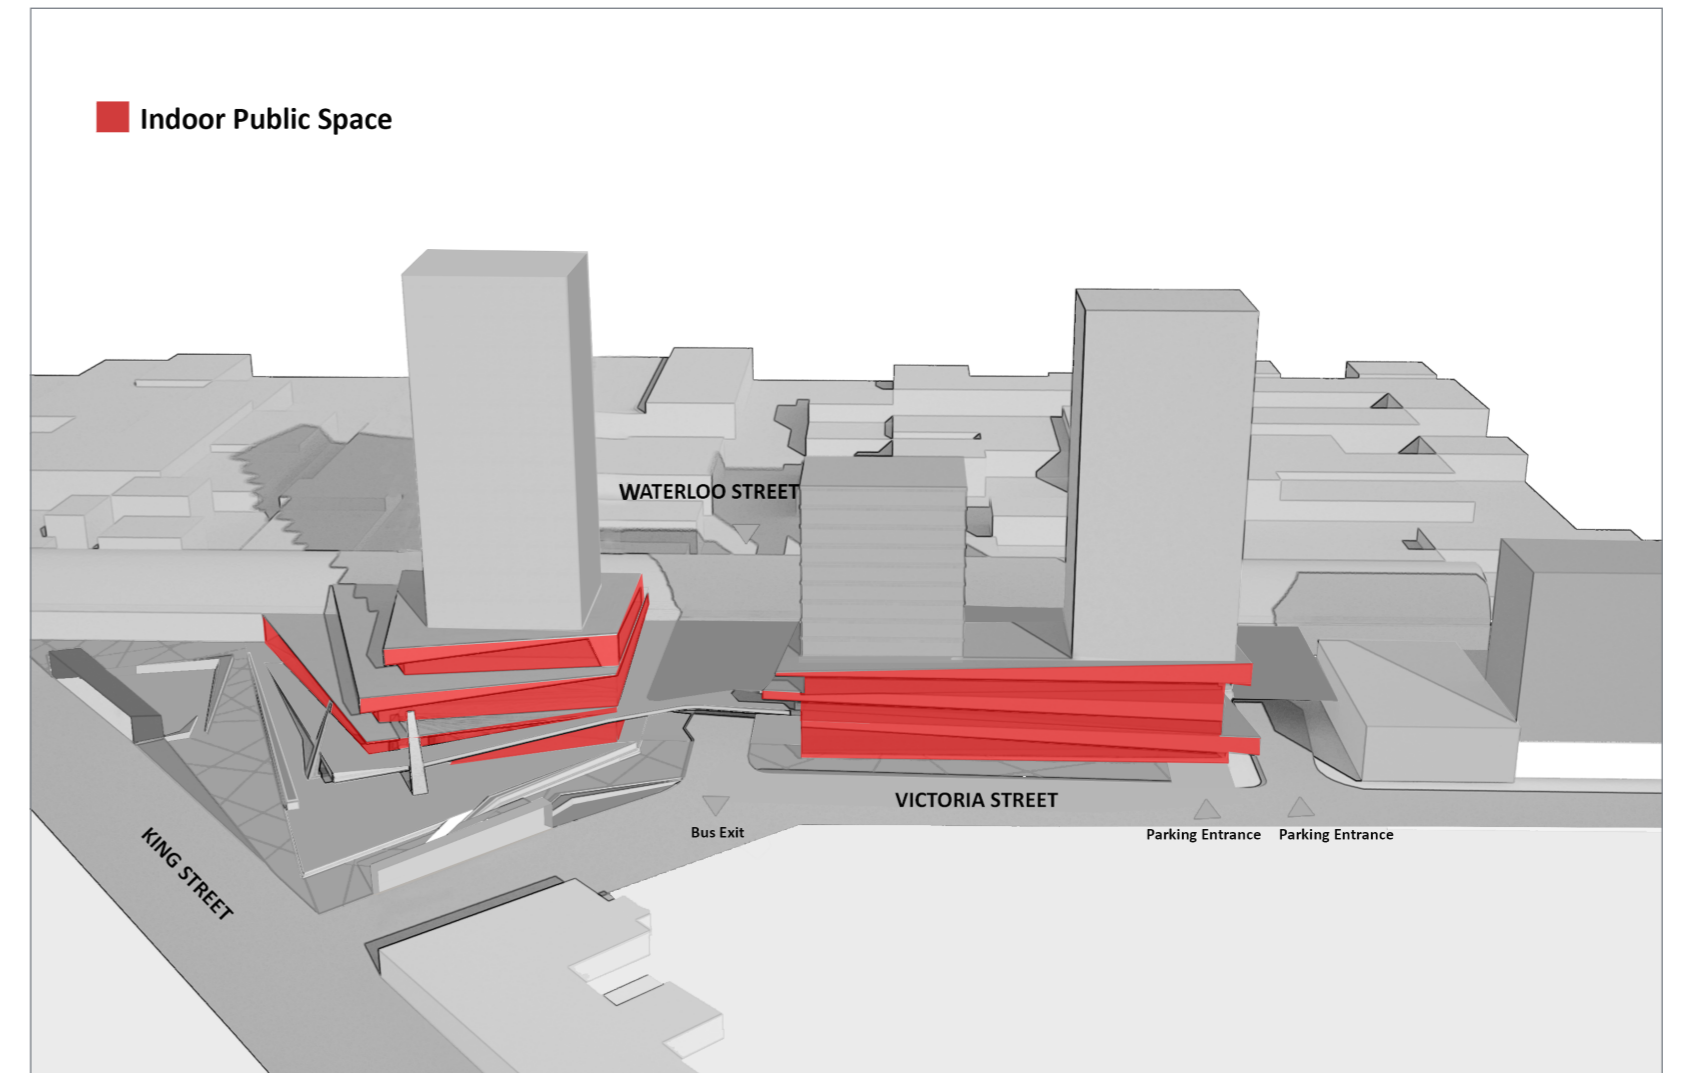 Indoor Public Space
WATERLOO STREET
VICTORIA STREET
Bus Exit
Parking Entrance
Parking Entrance
KING STREET